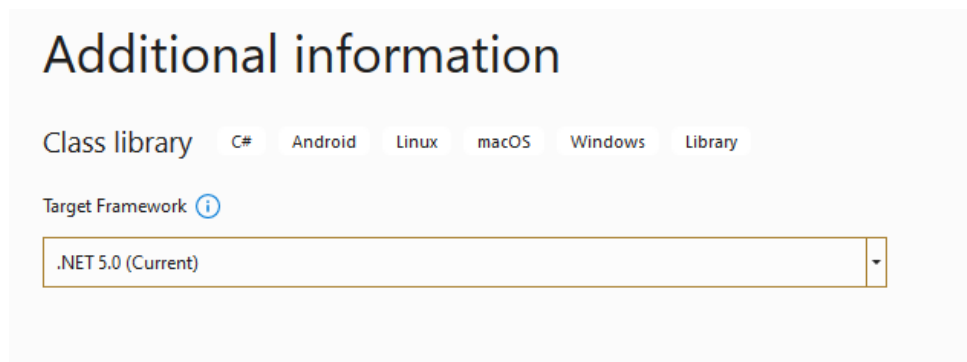 Additional information
Class library C# Android Linux macOS Windows Library
Target Framework
.NET 5.0 (Current)